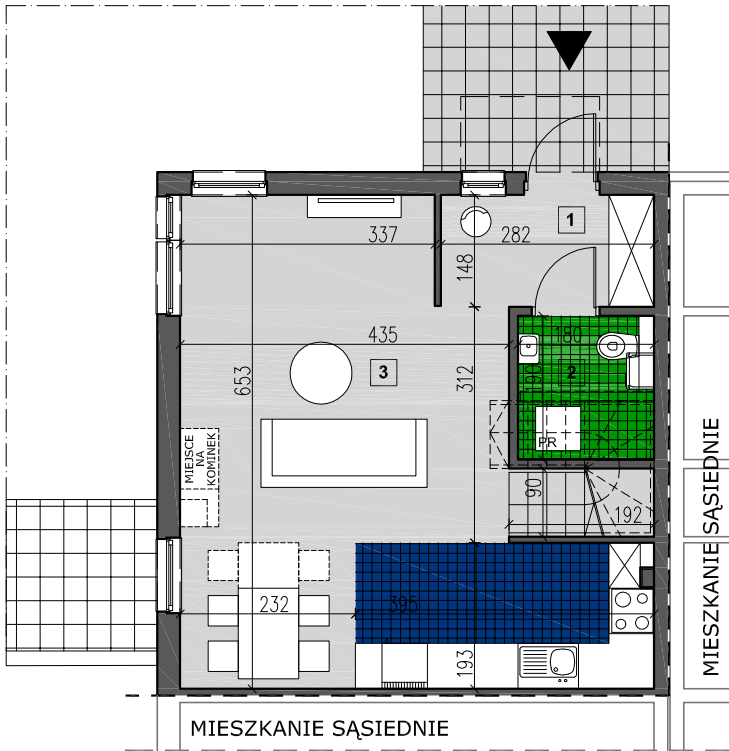 1
337
282
148
435
180
3
2
653
312
190
MIEJSCE
NA
KOMINEK
PR
90
192
232
395
193
MIESZKANIE SĄSIEDNIE
MIESZKANIE SĄSIEDNIE